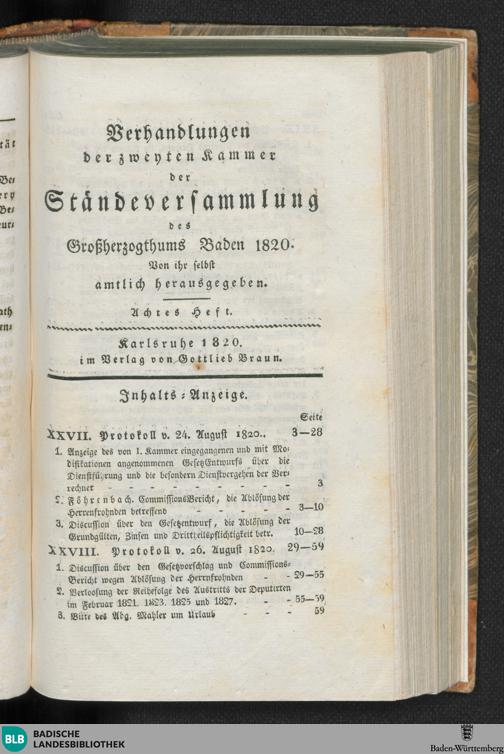 Verhandlungen
der zweyten Kammer
der
Ständeversammlung
des
Großherzogthums Baden 1820.
Von ihr selbst
amtlich herausgegeben.
Achtes Heft.
Karlsruhe 1820.
im Verlag von Gottlieb Braun.
Inhalts-Anzeige.
Seite
XXVII. Protokoll v. 24. August 1820.. 3—28
1. Anzeige des von I. Kammer eingegangenen und mit Mo-
difikationen angenommenen GesetzEntwurfs über die
Dienstführung und die besondern Dienstvergehen der Ver-
rechner - - - - - - - 3
2. Föhrenbach. CommissionsBericht, die Ablösung der
Herrenfrohnden betreffend - - - - - 3—10
3. Discussion über den Gesetzentwurf, die Ablösung der
Grundgülten, Zinsen und Drittheilspflichtigkeit betr. 10—28
XXVIII. Protokoll v. 26. August 1820. 29—59
1. Discussion über den Gesetzvorschlag und Commissions-
Bericht wegen Ablösung der Herrnfrohnden - - 29—55
2. Verloosung der Reihefolge des Austritts der Deputirten
im Februar 1821. 1823. 1825 und 1827. - - 55—59
3. Bitte des Abg. Mahler um Urlaub - - - 59
BLB BADISCHE
LANDESBIBLIOTHEK
Baden-Württemberg